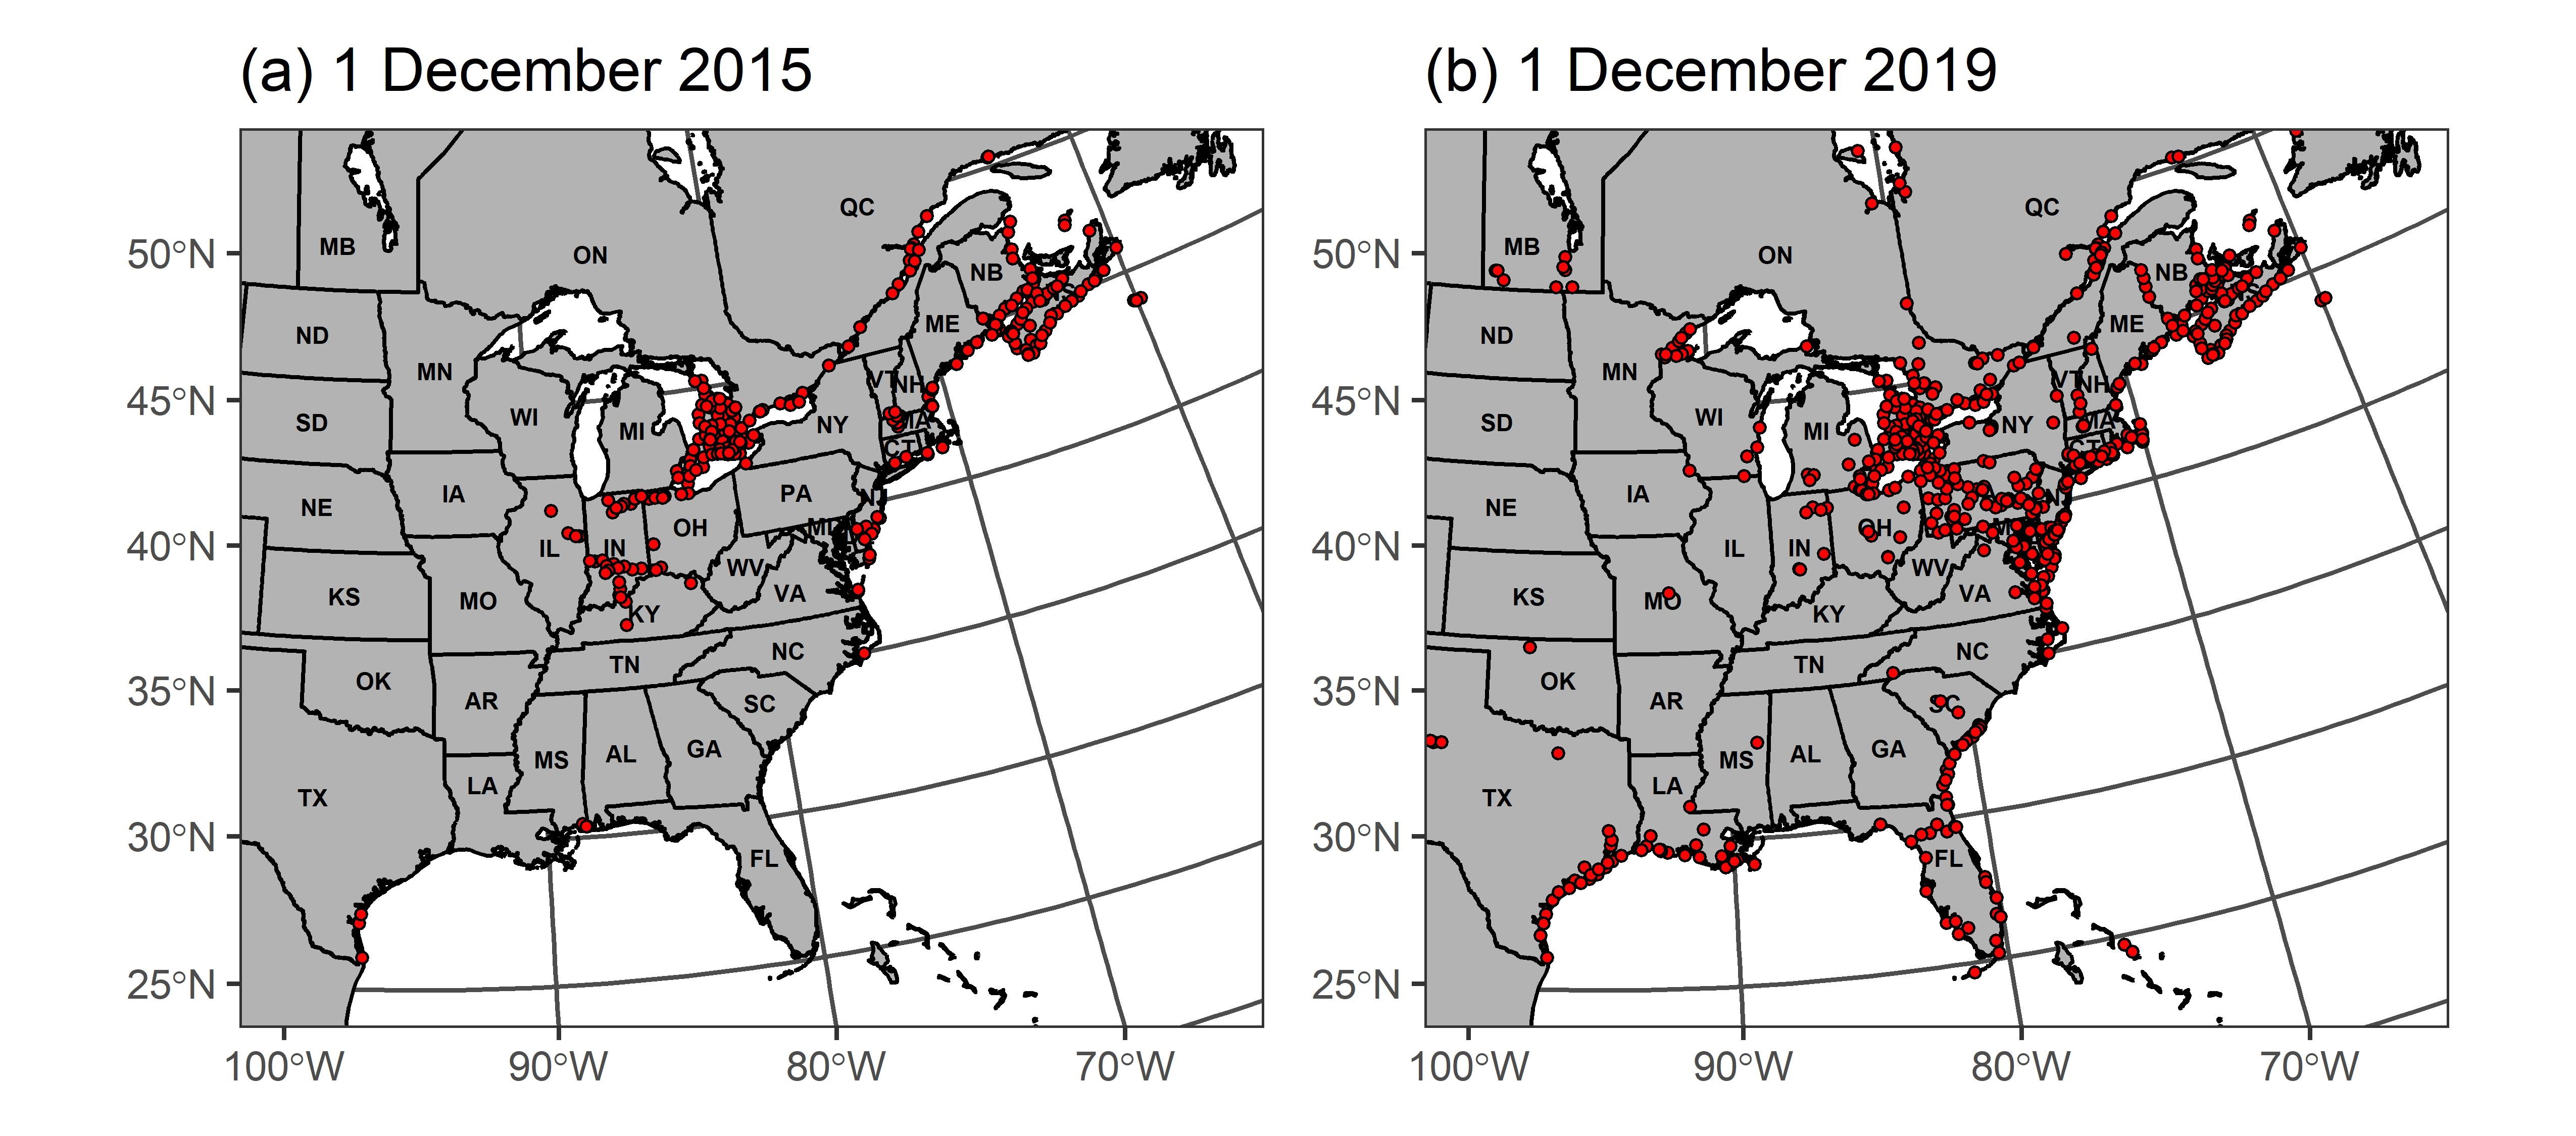 (a) 1 December 2015
(b) 1 December 2019
50°N
45°N
40°N
35°N
30°N
25°N
100°W 90°W 80°W 70°W
MB ON QC
NB
ND MN ME
SD WI MI NY VT NH
MA
CT
NE IA PA NJ
IL IN OH MD
KS MO WV VA
KY
OK AR TN NC
SC
MS AL GA
TX LA
FL
50°N
45°N
40°N
35°N
30°N
25°N
100°W 90°W 80°W 70°W
MB ON QC
NB
ND MN ME
SD WI MI NY VT NH
MA
CT
NE IA NJ
IL IN OH
KS MO WV VA
KY
OK AR TN NC
SC
MS AL GA
TX LA
FL